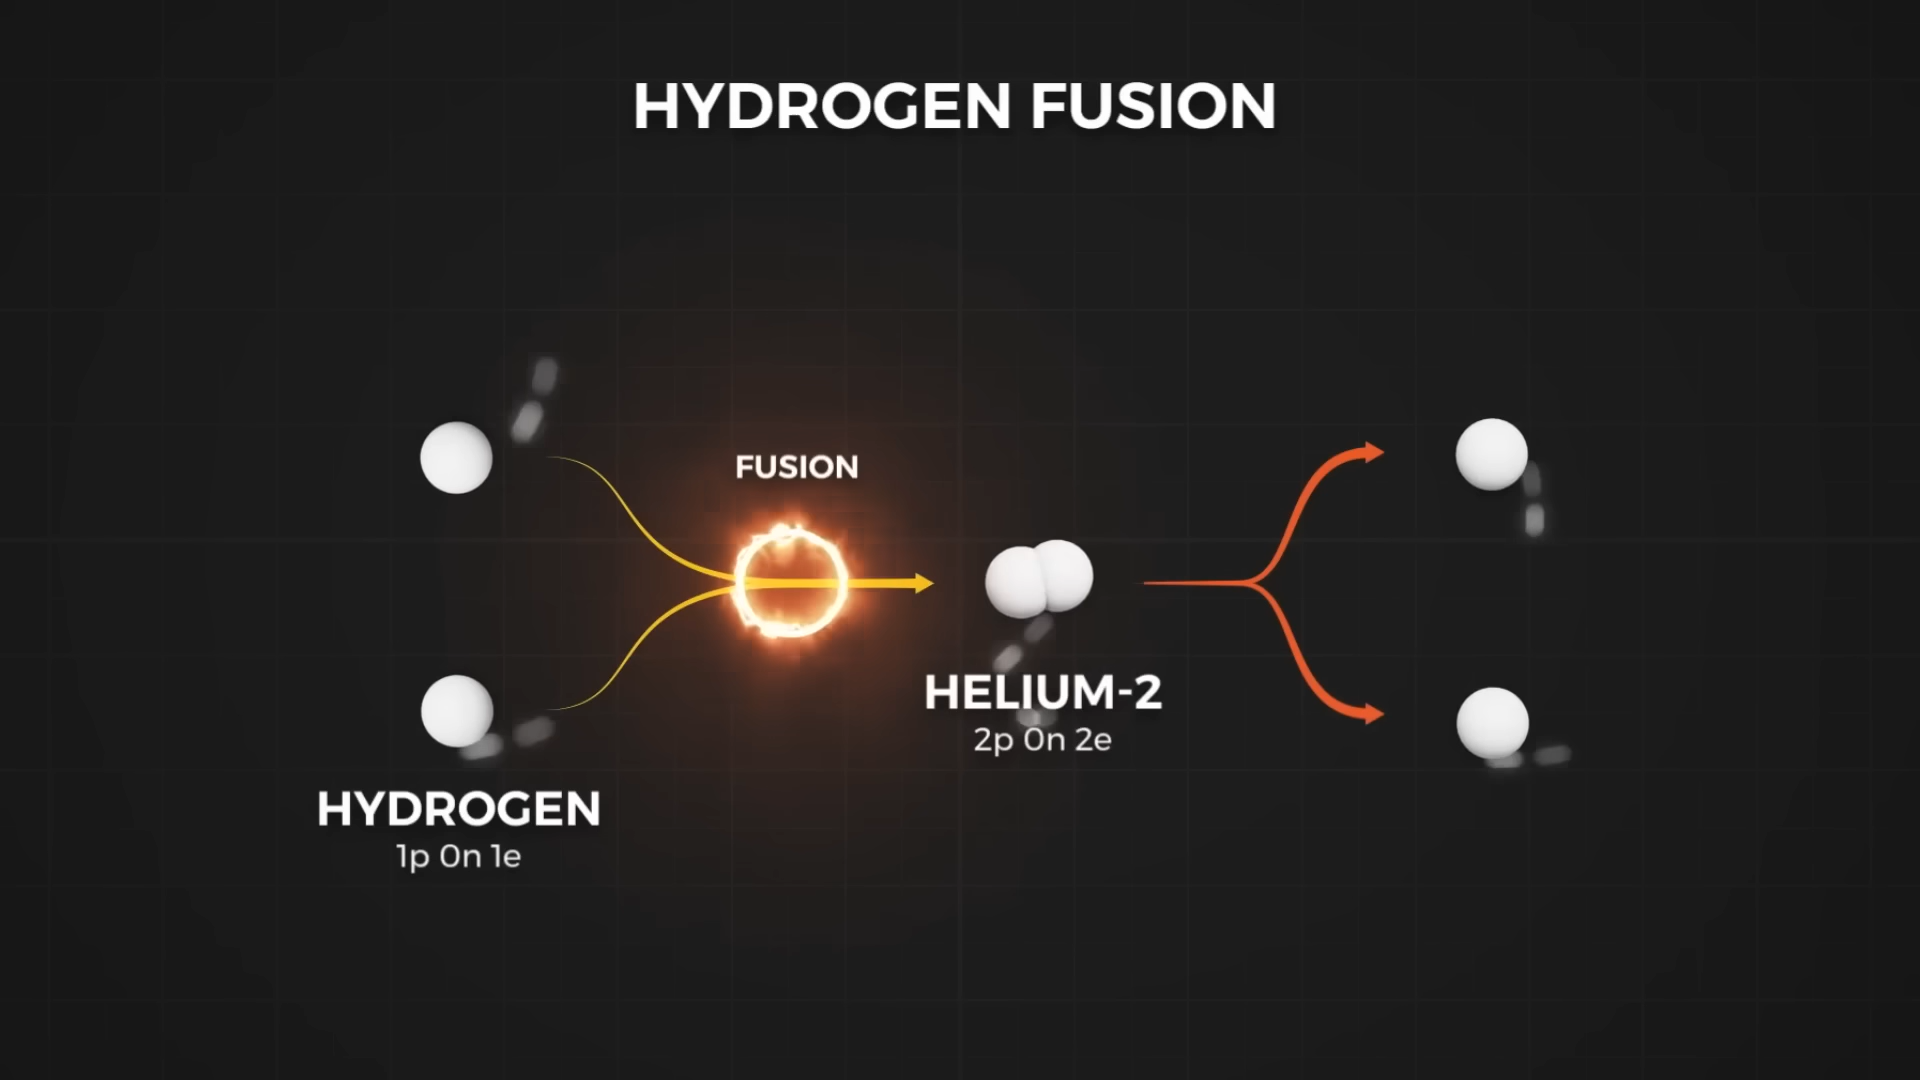 HYDROGEN FUSION
FUSION
HELIUM-2
2p 0n 2e
HYDROGEN
1p 0n 1e